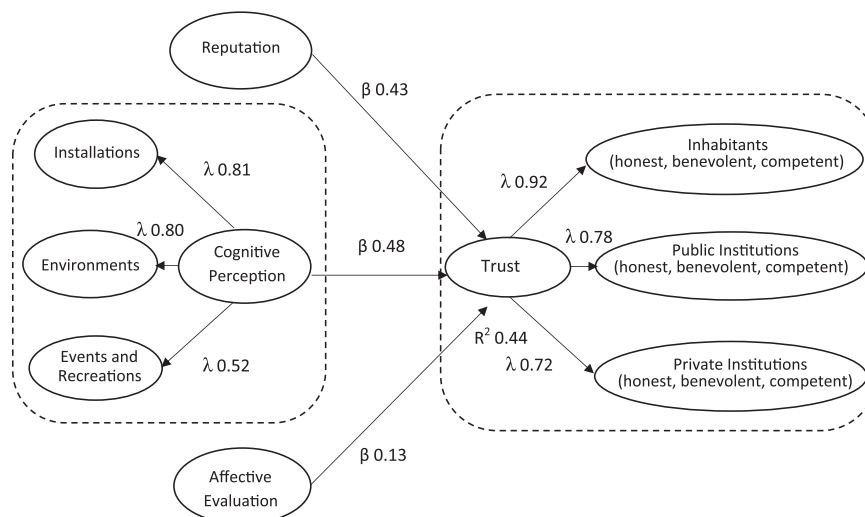 Reputation
β 0.43
Installations
λ 0.81
Inhabitants
(honest, benevolent, competent)
λ 0.92
λ 0.80
Environments
Cognitive
Perception
β 0.48
Trust
λ 0.78
Public Institutions
(honest, benevolent, competent)
Events and
Recreations
λ 0.52
R² 0.44
λ 0.72
Private Institutions
(honest, benevolent, competent)
β 0.13
Affective
Evaluation